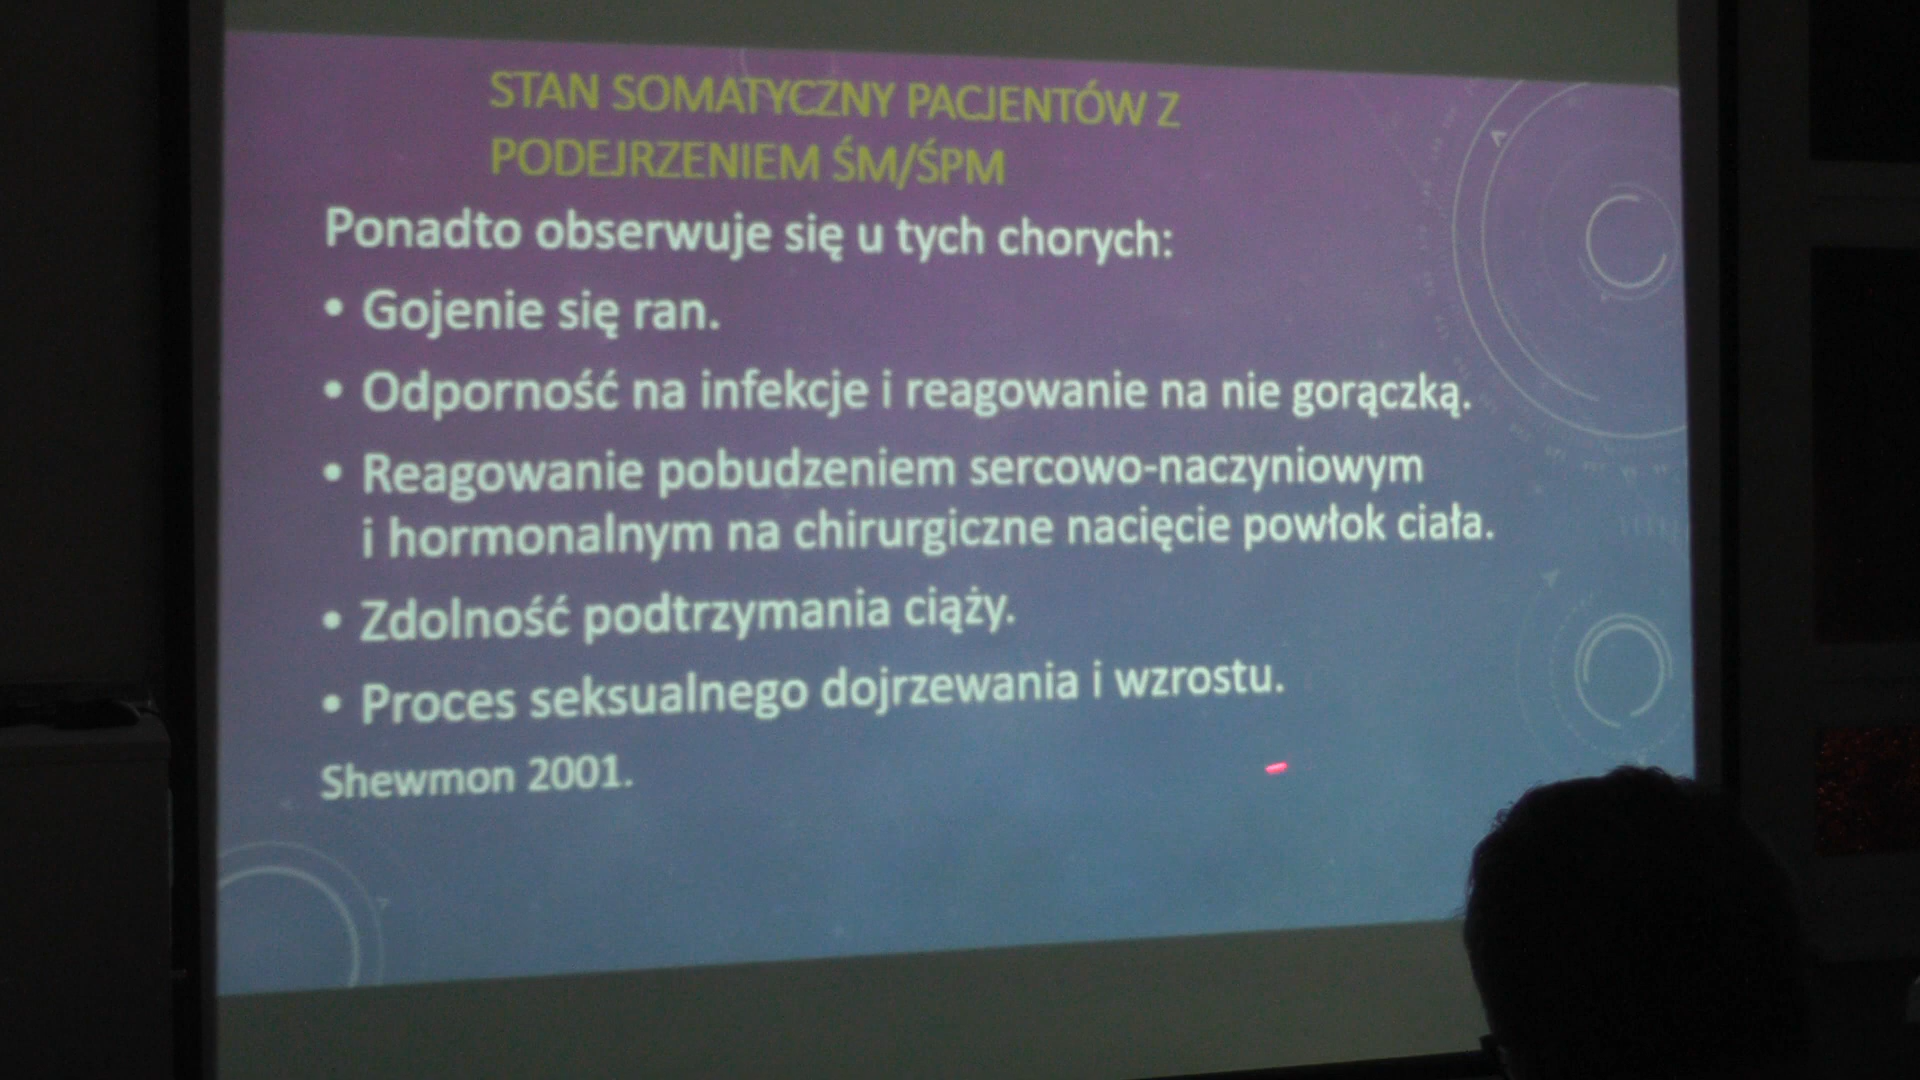 STAN SOMATYCZNY PACJENTÓW Z
PODEJRZENIEM ŚM/ŚPM
Ponadto obserwuje się u tych chorych:
• Gojenie się ran.
• Odporność na infekcje i reagowanie na nie gorączką.
• Reagowanie pobudzeniem sercowo-naczyniowym
i hormonalnym na chirurgiczne nacięcie powłok ciała.
• Zdolność podtrzymania ciąży.
• Proces seksualnego dojrzewania i wzrostu.
Shewmon 2001.